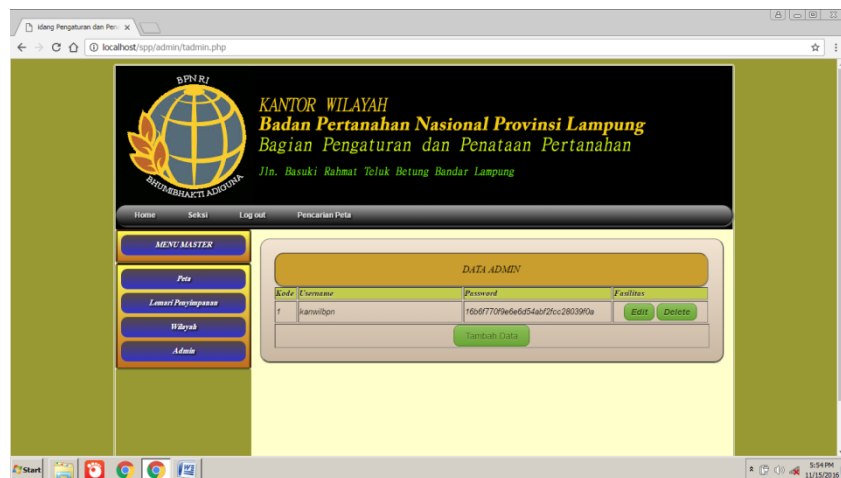 idang Pengaturan dan Pen
localhost/spp/admin/tadmin.php
BPN RI
BHUMIBHAKTI ADIGUNA
KANTOR WILAYAH
Badan Pertanahan Nasional Provinsi Lampung
Bagian Pengaturan dan Penataan Pertanahan
Jln. Basuki Rahmat Teluk Betung Bandar Lampung
Home Seksi Log out Pencarian Peta
MENU MASTER
Peta
Lemari Penyimpanan
Wilayah
Admin
DATA ADMIN
Kode Username Password Fasilitas
1 kanwilbpn 16b6f770f9e6e6d54abf2fcc28039f0a Edit Delete
Tambah Data
Start
5:54 PM
11/15/2016